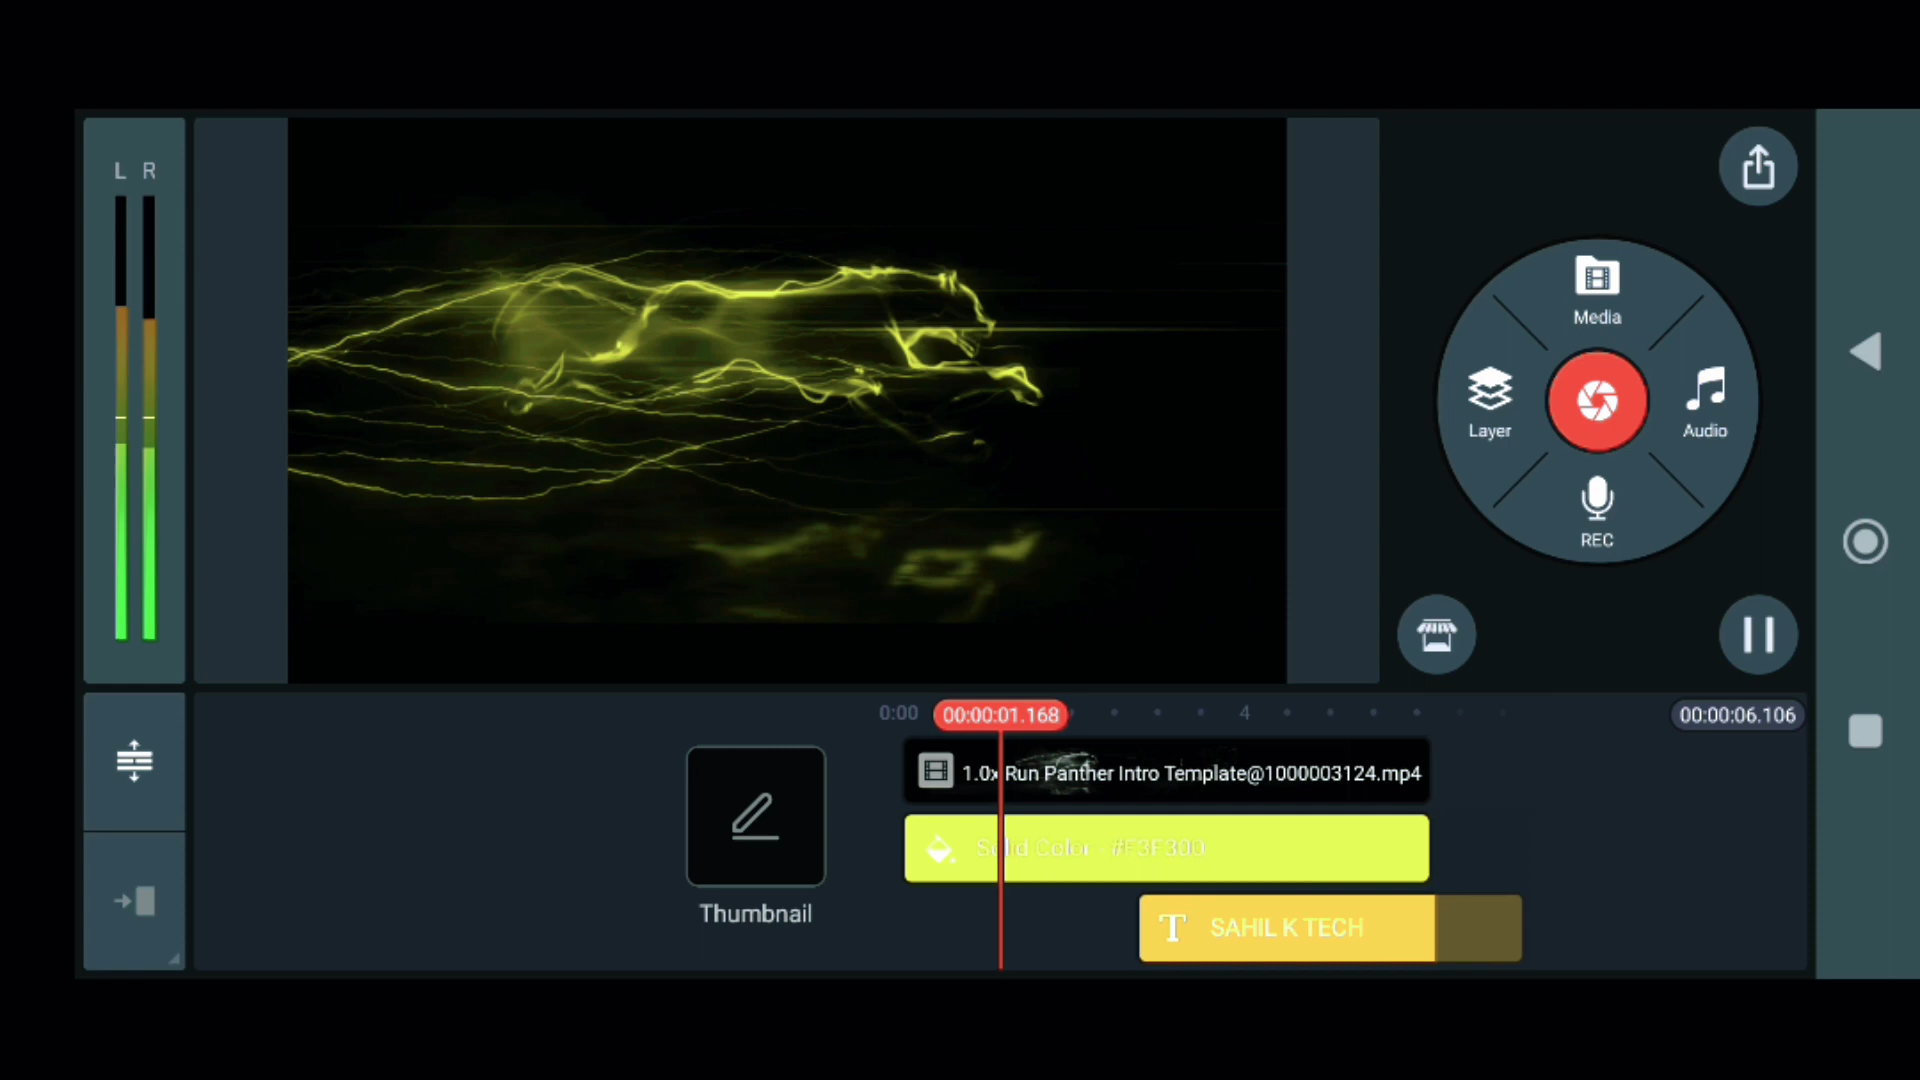 L R
Media
Layer
Audio
REC
0:00
00:00:01.168
4
00:00:06.106
1.0x Run Panther Intro Template@1000003124.mp4
Solid Color - #F3F300
Thumbnail
T SAHIL K TECH